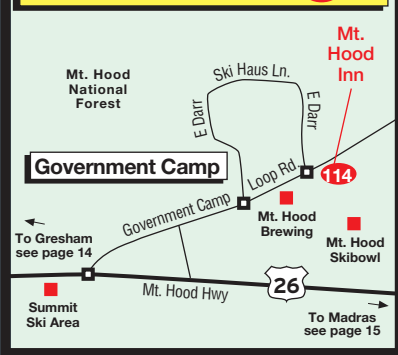 Mt.
Hood
Inn
Ski Haus Ln.
Mt. Hood
National
Forest
E Darr
E Darr
Government Camp
Loop Rd.
114
Government Camp
Mt. Hood
Brewing
Mt. Hood
Skibowl
To Gresham
see page 14
Mt. Hood Hwy
26
Summit
Ski Area
To Madras
see page 15